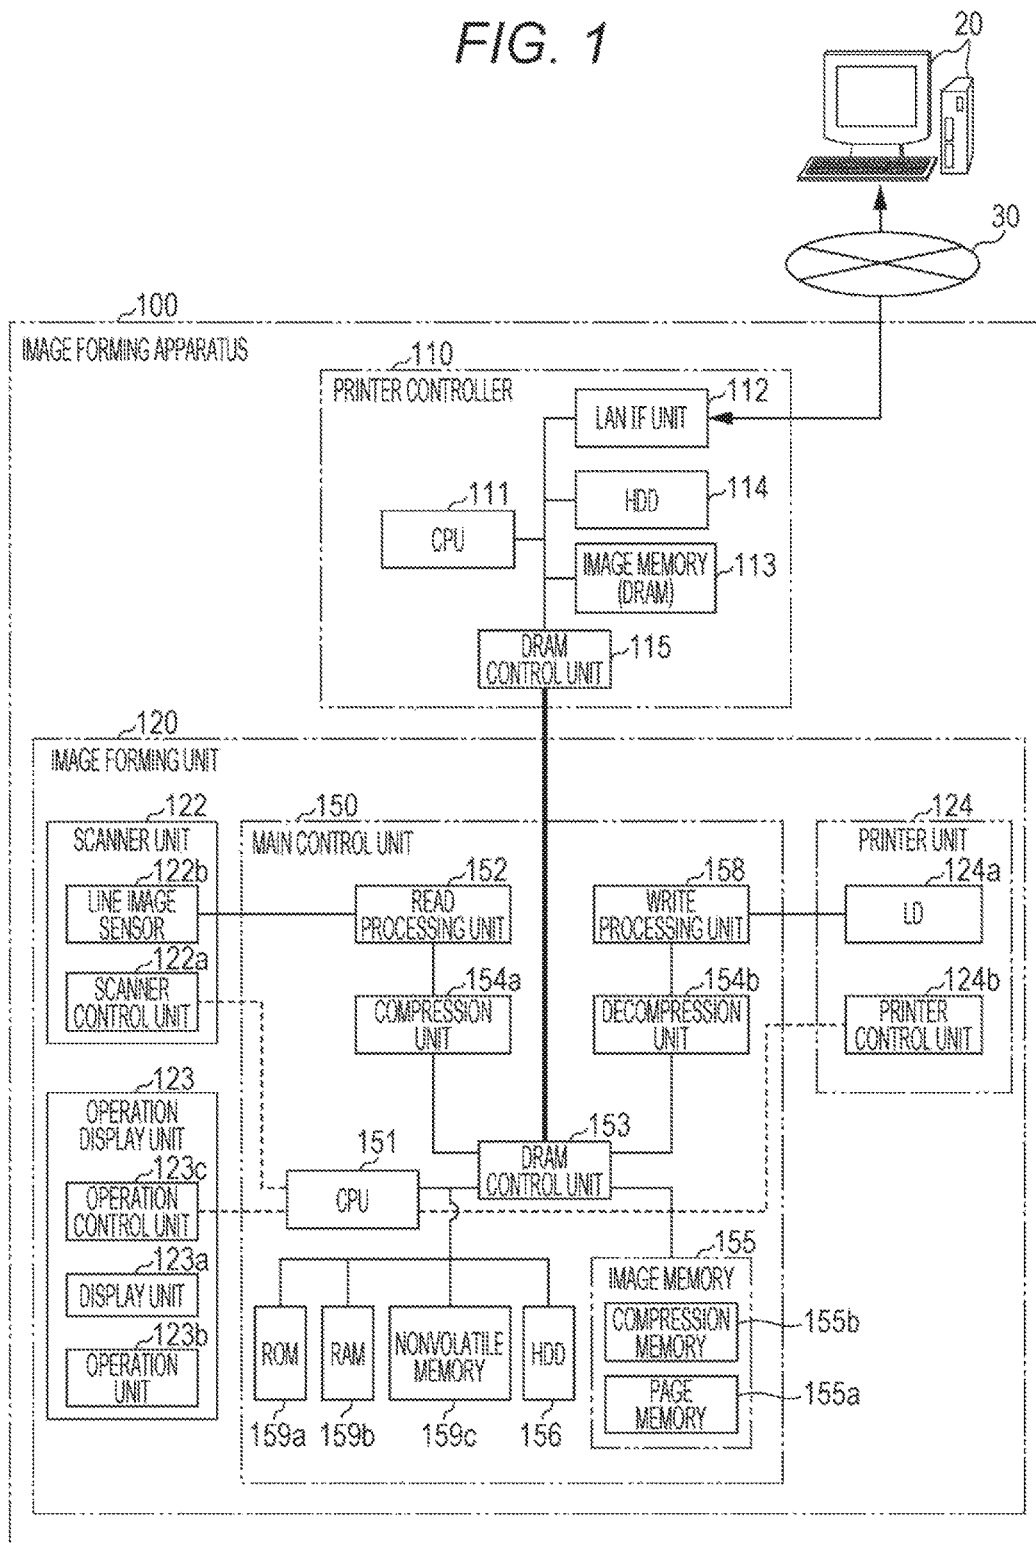 FIG. 1
20
30
100
IMAGE FORMING APPARATUS
110
PRINTER CONTROLLER
112
LAN I.F UNIT
111
CPU
HDD
114
IMAGE MEMORY
(DRAM)
113
DRAM
CONTROL UNIT
115
120
IMAGE FORMING UNIT
122
SCANNER UNIT
122b
LINE IMAGE
SENSOR
122a
SCANNER
CONTROL UNIT
150
MAIN CONTROL UNIT
152
READ
PROCESSING UNIT
158
WRITE
PROCESSING UNIT
154a
COMPRESSION
UNIT
154b
DECOMPRESSION
UNIT
124
PRINTER UNIT
124a
LD
124b
PRINTER
CONTROL UNIT
123
OPERATION
DISPLAY UNIT
123c
OPERATION
CONTROL UNIT
123a
DISPLAY UNIT
123b
OPERATION
UNIT
151
CPU
153
DRAM
CONTROL UNIT
ROM
159a
RAM
159b
NONVOLATILE
MEMORY
159c
HDD
156
155
IMAGE MEMORY
COMPRESSION
MEMORY
155b
PAGE
MEMORY
155a